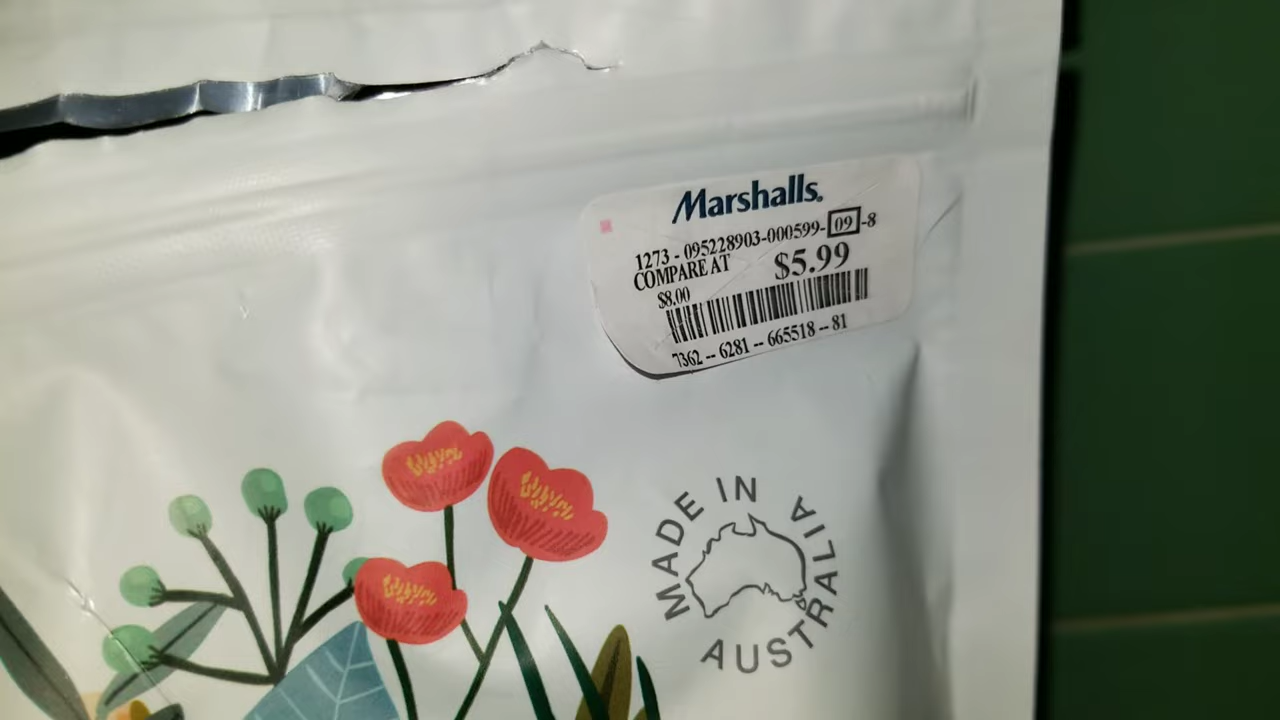 Marshalls.
1273 - 095228903-000599-09-8
COMPARE AT $5.99
$8.00
7362 -- 6281 -- 665518 -- 81
MADE IN
AUSTRALIA